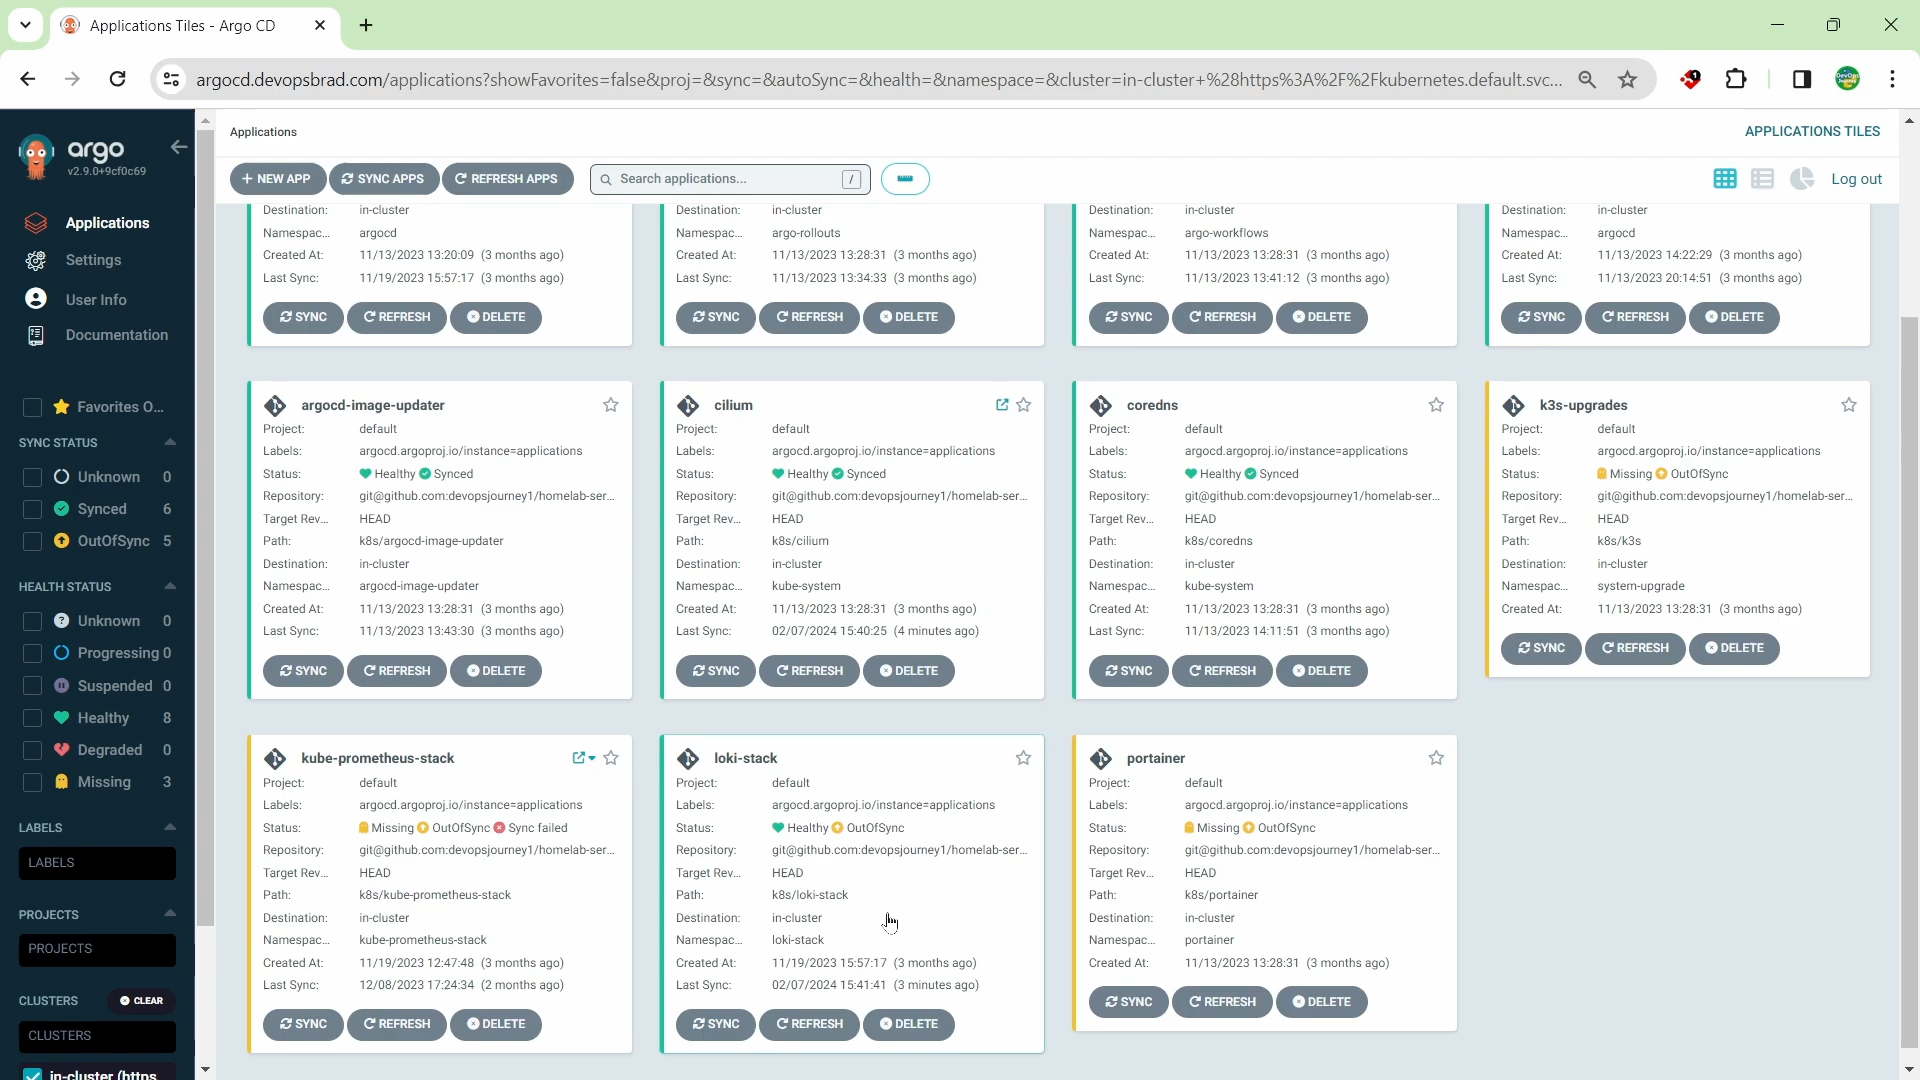 Applications Tiles - Argo CD
argocd.devopsbrad.com/applications?showFavorites=false&proj=&sync=&autoSync=&health=&namespace=&cluster=in-cluster+%28https%3A%2F%2Fkubernetes.default.svc...
argo
v2.9.0+9cf0c69
Applications
Settings
User Info
Documentation
Favorites O...
SYNC STATUS
Unknown 0
Synced 6
OutOfSync 5
HEALTH STATUS
Unknown 0
Progressing 0
Suspended 0
Healthy 8
Degraded 0
Missing 3
LABELS
LABELS
PROJECTS
PROJECTS
CLUSTERS CLEAR
CLUSTERS
in-cluster (https
Applications APPLICATIONS TILES
+ NEW APP SYNC APPS REFRESH APPS Search applications... / Log out
Destination: in-cluster
Namespac... argocd
Created At: 11/13/2023 13:20:09 (3 months ago)
Last Sync: 11/19/2023 15:57:17 (3 months ago)
SYNC REFRESH DELETE
Destination: in-cluster
Namespac... argo-rollouts
Created At: 11/13/2023 13:28:31 (3 months ago)
Last Sync: 11/13/2023 13:34:33 (3 months ago)
SYNC REFRESH DELETE
Destination: in-cluster
Namespac... argo-workflows
Created At: 11/13/2023 13:28:31 (3 months ago)
Last Sync: 11/13/2023 13:41:12 (3 months ago)
SYNC REFRESH DELETE
Destination: in-cluster
Namespac... argocd
Created At: 11/13/2023 14:22:29 (3 months ago)
Last Sync: 11/13/2023 20:14:51 (3 months ago)
SYNC REFRESH DELETE
argocd-image-updater
Project: default
Labels: argocd.argoproj.io/instance=applications
Status: Healthy Synced
Repository: git@github.com:devopsjourney1/homelab-ser...
Target Rev... HEAD
Path: k8s/argocd-image-updater
Destination: in-cluster
Namespac... argocd-image-updater
Created At: 11/13/2023 13:28:31 (3 months ago)
Last Sync: 11/13/2023 13:43:30 (3 months ago)
SYNC REFRESH DELETE
cilium
Project: default
Labels: argocd.argoproj.io/instance=applications
Status: Healthy Synced
Repository: git@github.com:devopsjourney1/homelab-ser...
Target Rev... HEAD
Path: k8s/cilium
Destination: in-cluster
Namespac... kube-system
Created At: 11/13/2023 13:28:31 (3 months ago)
Last Sync: 02/07/2024 15:40:25 (4 minutes ago)
SYNC REFRESH DELETE
coredns
Project: default
Labels: argocd.argoproj.io/instance=applications
Status: Healthy Synced
Repository: git@github.com:devopsjourney1/homelab-ser...
Target Rev... HEAD
Path: k8s/coredns
Destination: in-cluster
Namespac... kube-system
Created At: 11/13/2023 13:28:31 (3 months ago)
Last Sync: 11/13/2023 14:11:51 (3 months ago)
SYNC REFRESH DELETE
k3s-upgrades
Project: default
Labels: argocd.argoproj.io/instance=applications
Status: Missing OutOfSync
Repository: git@github.com:devopsjourney1/homelab-ser...
Target Rev... HEAD
Path: k8s/k3s
Destination: in-cluster
Namespac... system-upgrade
Created At: 11/13/2023 13:28:31 (3 months ago)
SYNC REFRESH DELETE
kube-prometheus-stack
Project: default
Labels: argocd.argoproj.io/instance=applications
Status: Missing OutOfSync Sync failed
Repository: git@github.com:devopsjourney1/homelab-ser...
Target Rev... HEAD
Path: k8s/kube-prometheus-stack
Destination: in-cluster
Namespac... kube-prometheus-stack
Created At: 11/19/2023 12:47:48 (3 months ago)
Last Sync: 12/08/2023 17:24:34 (2 months ago)
SYNC REFRESH DELETE
loki-stack
Project: default
Labels: argocd.argoproj.io/instance=applications
Status: Healthy OutOfSync
Repository: git@github.com:devopsjourney1/homelab-ser...
Target Rev... HEAD
Path: k8s/loki-stack
Destination: in-cluster
Namespac... loki-stack
Created At: 11/19/2023 15:57:17 (3 months ago)
Last Sync: 02/07/2024 15:41:41 (3 minutes ago)
SYNC REFRESH DELETE
portainer
Project: default
Labels: argocd.argoproj.io/instance=applications
Status: Missing OutOfSync
Repository: git@github.com:devopsjourney1/homelab-ser...
Target Rev... HEAD
Path: k8s/portainer
Destination: in-cluster
Namespac... portainer
Created At: 11/13/2023 13:28:31 (3 months ago)
SYNC REFRESH DELETE